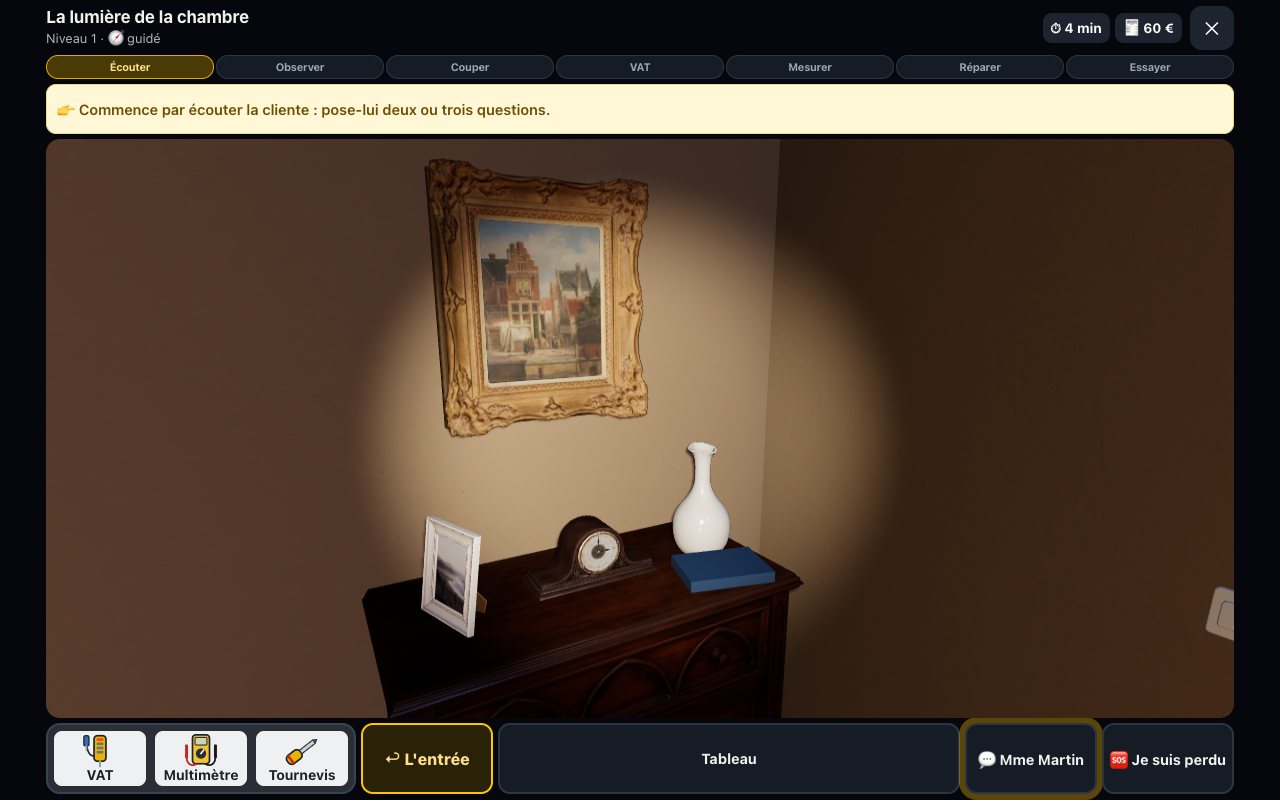 La lumière de la chambre
Niveau 1 · guidé
4 min
60 €
Écouter
Observer
Couper
VAT
Mesurer
Réparer
Essayer
Commence par écouter la cliente : pose-lui deux ou trois questions.
VAT
Multimètre
Tournevis
L'entrée
Tableau
Mme Martin
SOS Je suis perdu